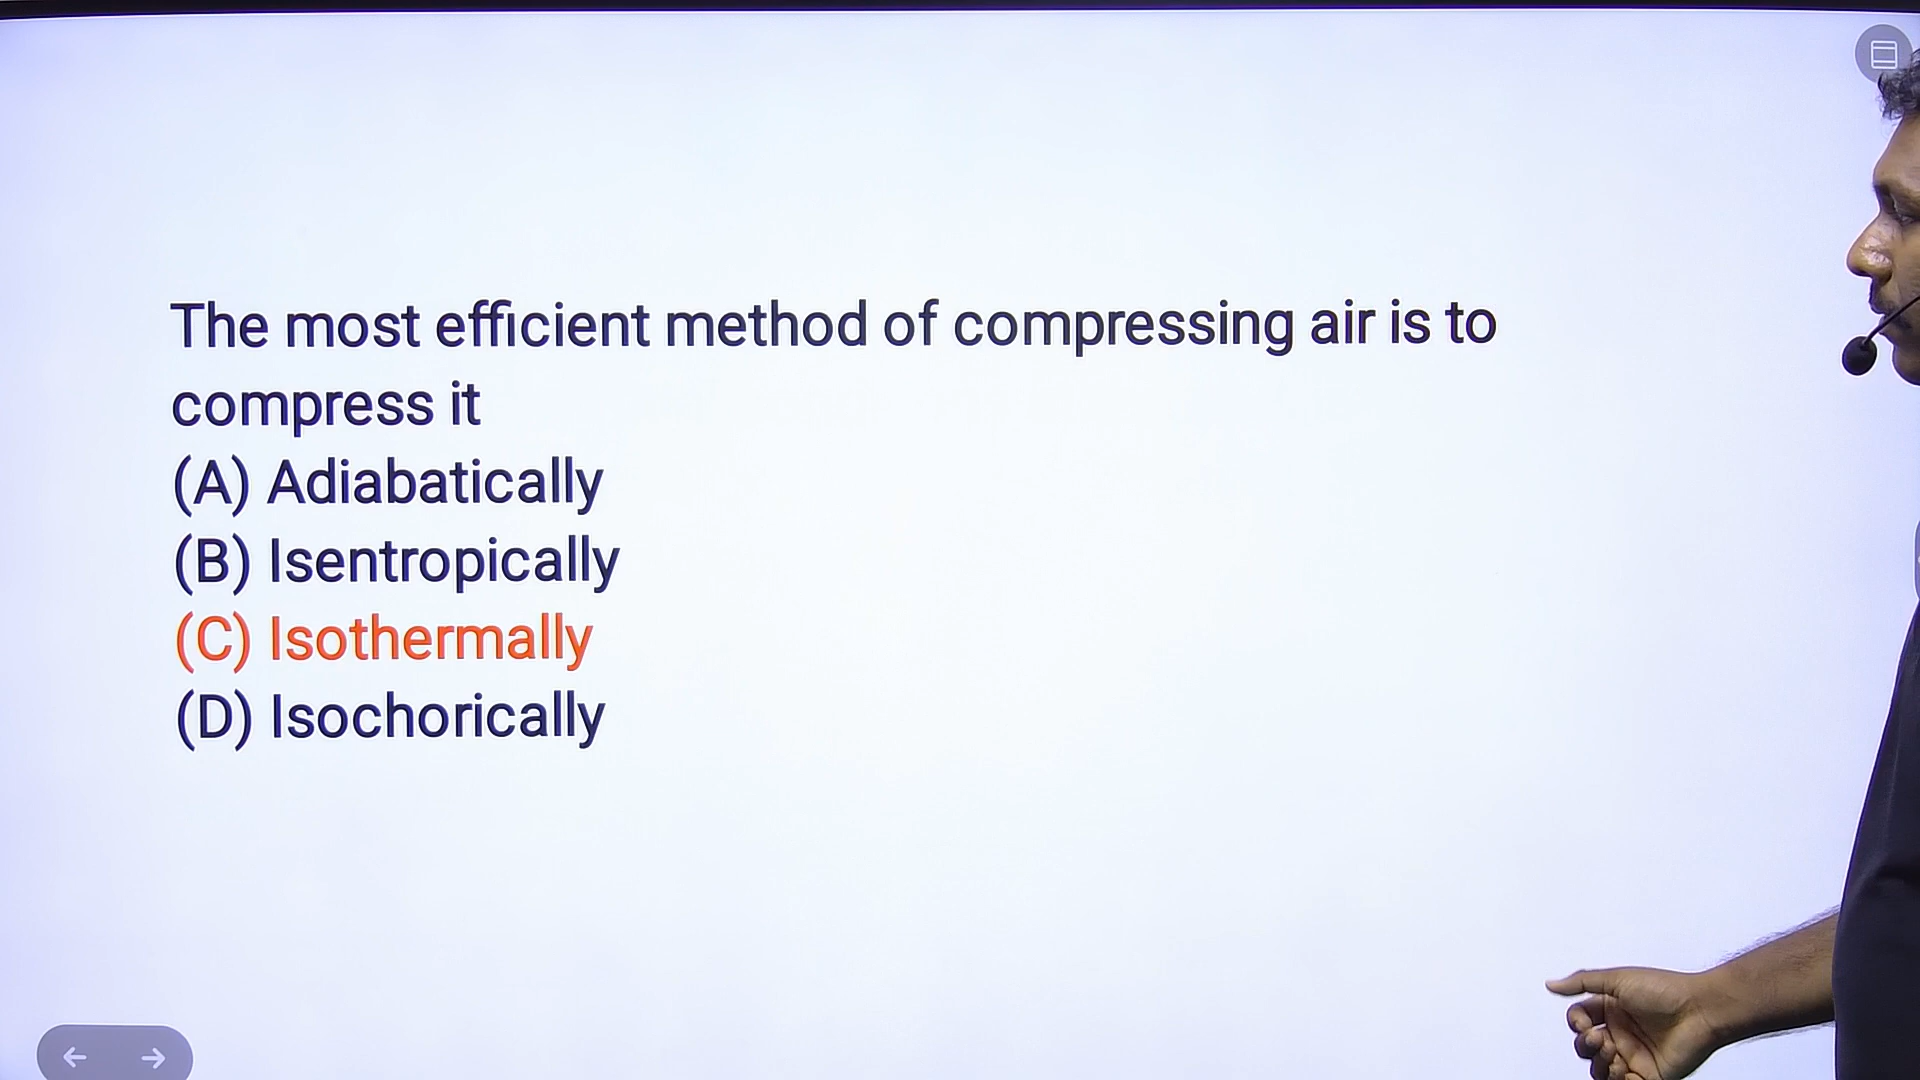 The most efficient method of compressing air is to
compress it
(A) Adiabatically
(B) Isentropically
(C) Isothermally
(D) Isochorically